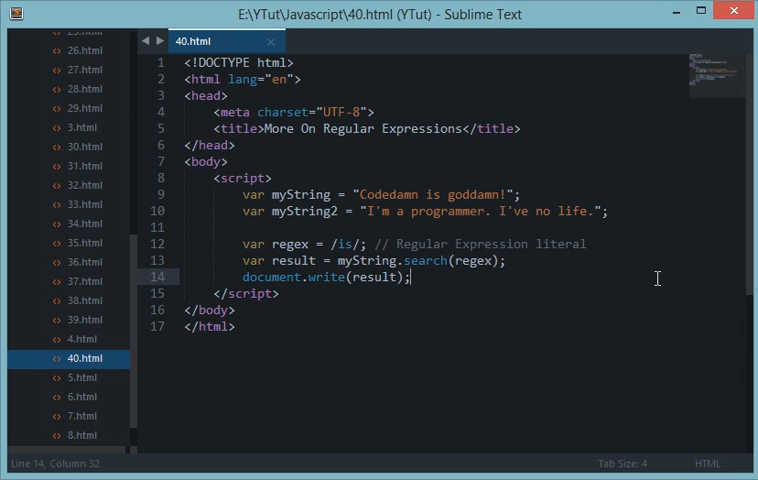 E:\YTut\Javascript\40.html (YTut) - Sublime Text
26.html
27.html
28.html
29.html
3.html
30.html
31.html
32.html
33.html
34.html
35.html
36.html
37.html
38.html
39.html
4.html
40.html
5.html
6.html
7.html
8.html
40.html
1 <!DOCTYPE html>
2 <html lang="en">
3 <head>
4 <meta charset="UTF-8">
5 <title>More On Regular Expressions</title>
6 </head>
7 <body>
8 <script>
9 var myString = "Codedamn is goddamn!";
10 var myString2 = "I'm a programmer. I've no life.";
11
12 var regex = /is/; // Regular Expression literal
13 var result = myString.search(regex);
14 document.write(result);
15 </script>
16 </body>
17 </html>
Line 14, Column 32
Tab Size: 4
HTML